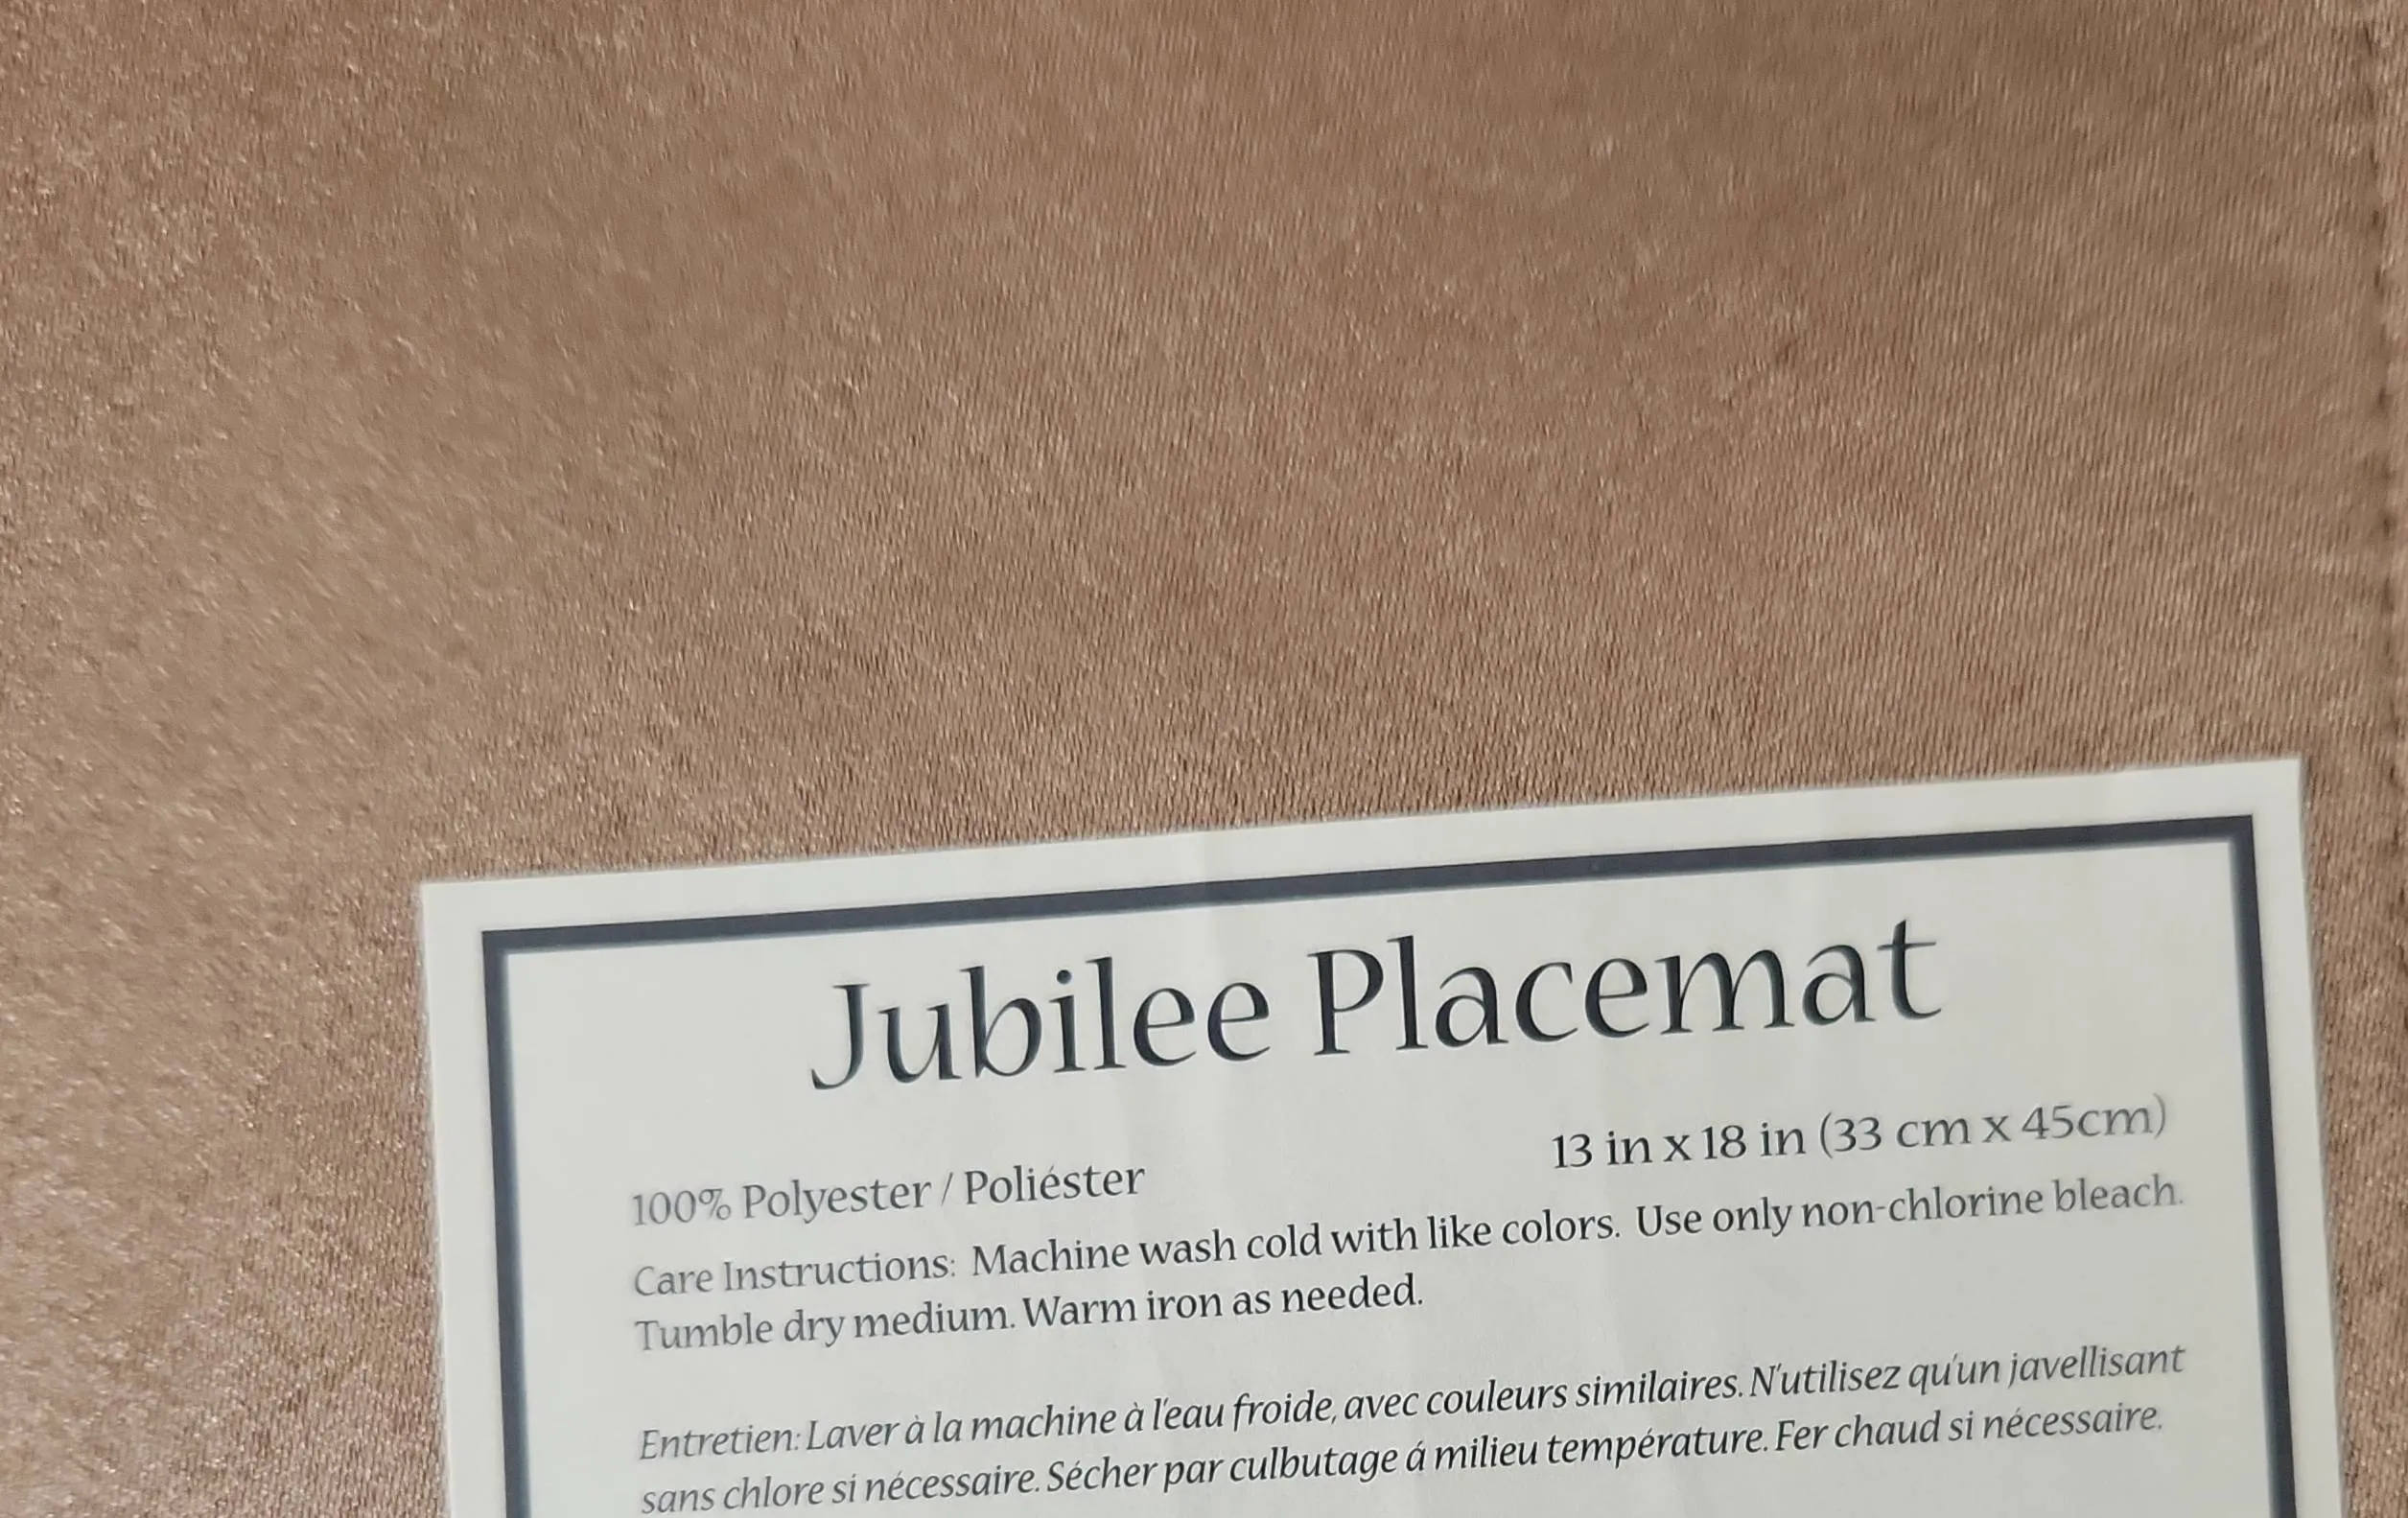 Jubilee Placemat
13 in x 18 in (33 cm x 45cm)
100% Polyester / Poliéster
Care Instructions: Machine wash cold with like colors. Use only non-chlorine bleach.
Tumble dry medium. Warm iron as needed.
Entretien: Laver à la machine à l'eau froide, avec couleurs similaires. N'utilisez qu'un javellisant
sans chlore si nécessaire. Sécher par culbutage á milieu température. Fer chaud si nécessaire.